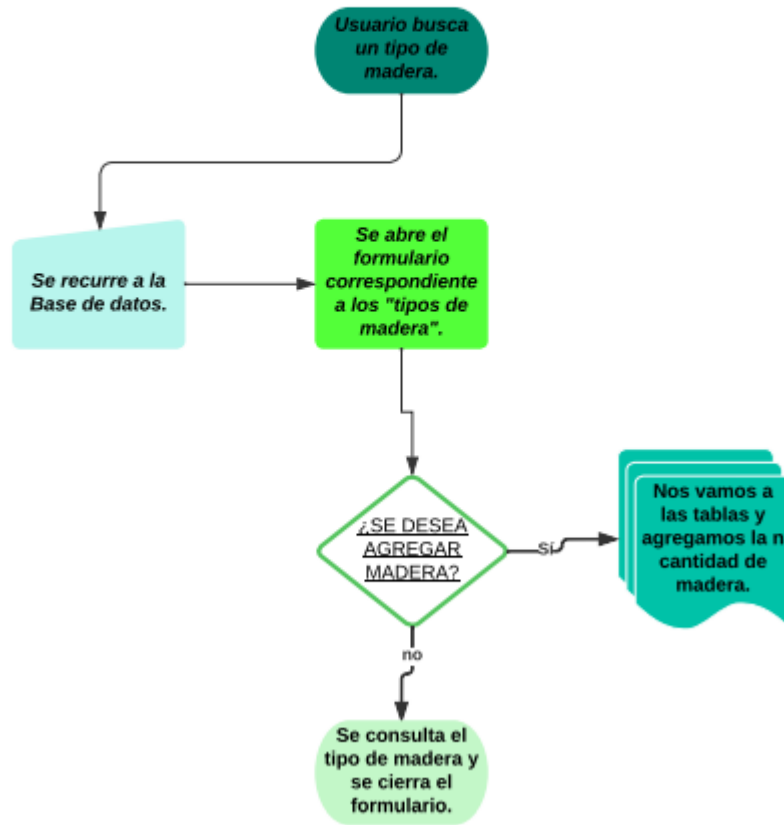 Usuario busca
un tipo de
madera.
Se recurre a la
Base de datos.
Se abre el
formulario
correspondiente
a los "tipos de
madera".
¿SE DESEA
AGREGAR
MADERA?
Sí
Nos vamos a
las tablas y
agregamos la n
cantidad de
madera.
no
Se consulta el
tipo de madera y
se cierra el
formulario.